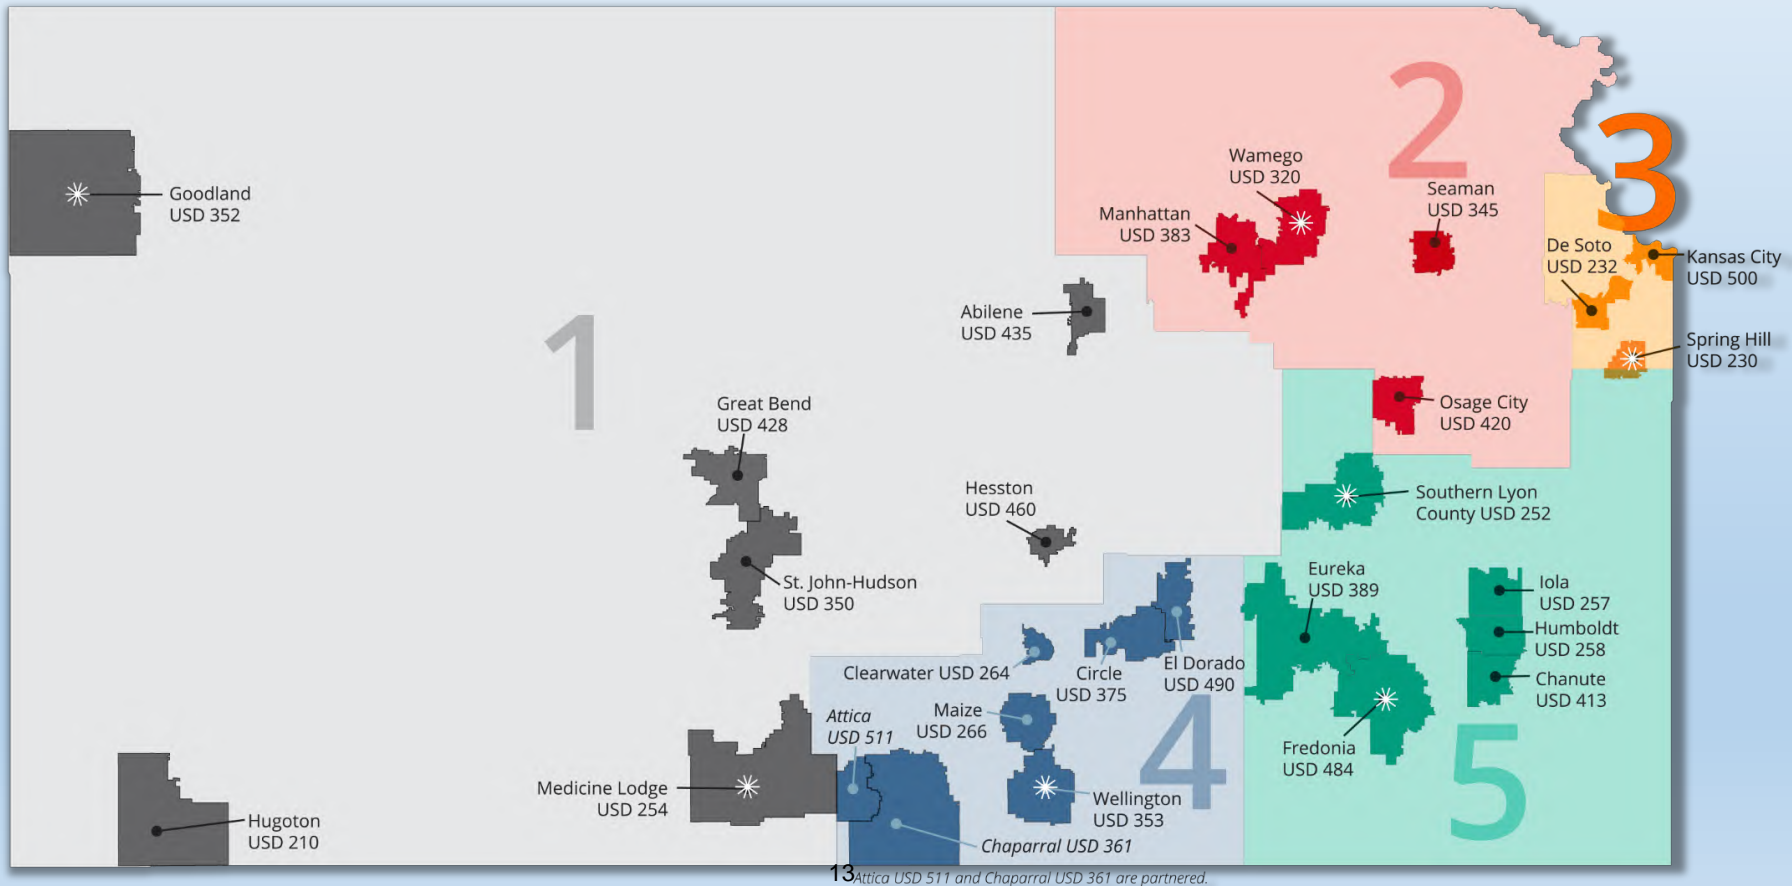 1
2
3
4
5
Goodland
USD 352
Wamego
USD 320
Manhattan
USD 383
Seaman
USD 345
De Soto
USD 232
Kansas City
USD 500
Spring Hill
USD 230
Abilene
USD 435
Osage City
USD 420
Great Bend
USD 428
Hesston
USD 460
Southern Lyon
County USD 252
St. John-Hudson
USD 350
Eureka
USD 389
Iola
USD 257
Humboldt
USD 258
Chanute
USD 413
Clearwater USD 264
Circle
USD 375
El Dorado
USD 490
Attica
USD 511
Maize
USD 266
Fredonia
USD 484
Medicine Lodge
USD 254
Wellington
USD 353
Hugoton
USD 210
Chaparral USD 361
13
Attica USD 511 and Chaparral USD 361 are partnered.